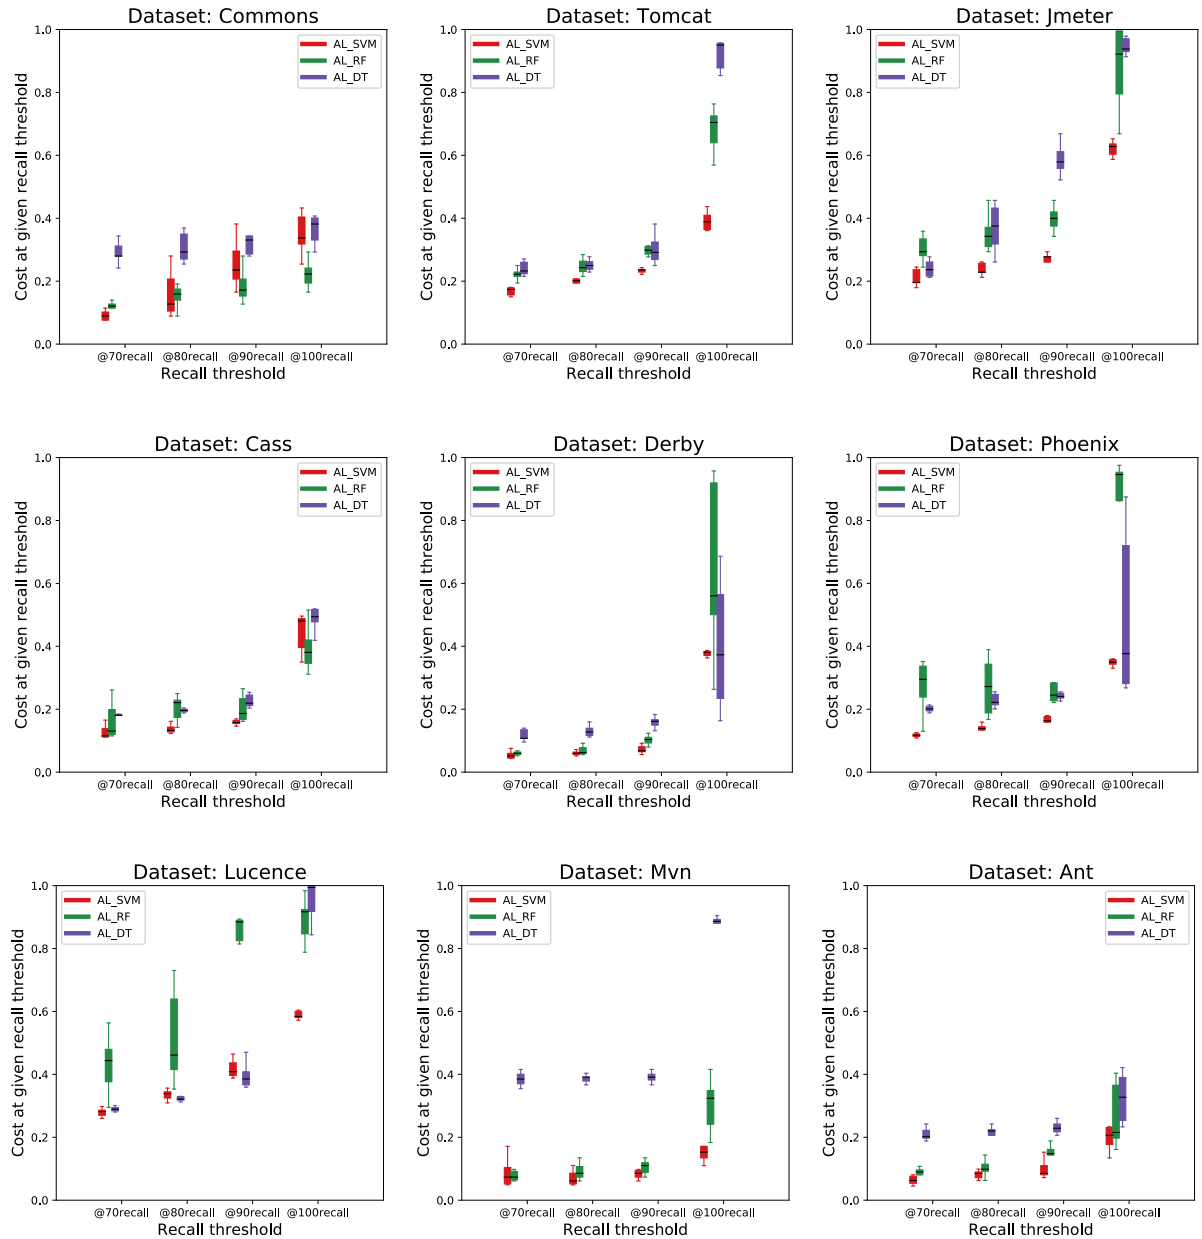 Dataset: Commons
Cost at given recall threshold
1.0
0.8
0.6
0.4
0.2
0.0
AL_SVM
AL_RF
AL_DT
@70recall @80recall @90recall @100recall
Recall threshold
Dataset: Tomcat
Cost at given recall threshold
1.0
0.8
0.6
0.4
0.2
0.0
AL_SVM
AL_RF
AL_DT
@70recall @80recall @90recall @100recall
Recall threshold
Dataset: Jmeter
Cost at given recall threshold
1.0
0.8
0.6
0.4
0.2
0.0
AL_SVM
AL_RF
AL_DT
@70recall @80recall @90recall @100recall
Recall threshold
Dataset: Cass
Cost at given recall threshold
1.0
0.8
0.6
0.4
0.2
0.0
AL_SVM
AL_RF
AL_DT
@70recall @80recall @90recall @100recall
Recall threshold
Dataset: Derby
Cost at given recall threshold
1.0
0.8
0.6
0.4
0.2
0.0
AL_SVM
AL_RF
AL_DT
@70recall @80recall @90recall @100recall
Recall threshold
Dataset: Phoenix
Cost at given recall threshold
1.0
0.8
0.6
0.4
0.2
0.0
AL_SVM
AL_RF
AL_DT
@70recall @80recall @90recall @100recall
Recall threshold
Dataset: Lucence
Cost at given recall threshold
1.0
0.8
0.6
0.4
0.2
0.0
AL_SVM
AL_RF
AL_DT
@70recall @80recall @90recall @100recall
Recall threshold
Dataset: Mvn
Cost at given recall threshold
1.0
0.8
0.6
0.4
0.2
0.0
AL_SVM
AL_RF
AL_DT
@70recall @80recall @90recall @100recall
Recall threshold
Dataset: Ant
Cost at given recall threshold
1.0
0.8
0.6
0.4
0.2
0.0
AL_SVM
AL_RF
AL_DT
@70recall @80recall @90recall @100recall
Recall threshold